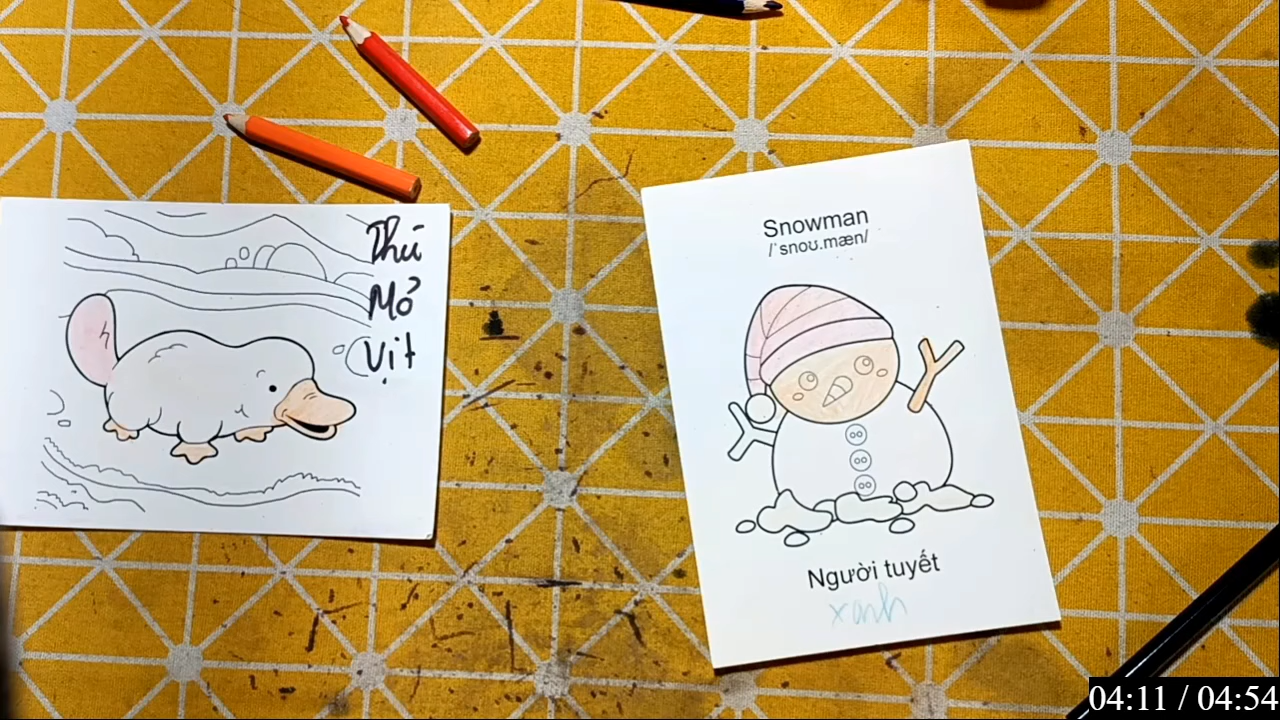 Thú
Mỏ
Vịt
Snowman
/ˈsnoʊ.mæn/
Người tuyết
xanh
04:11 / 04:54